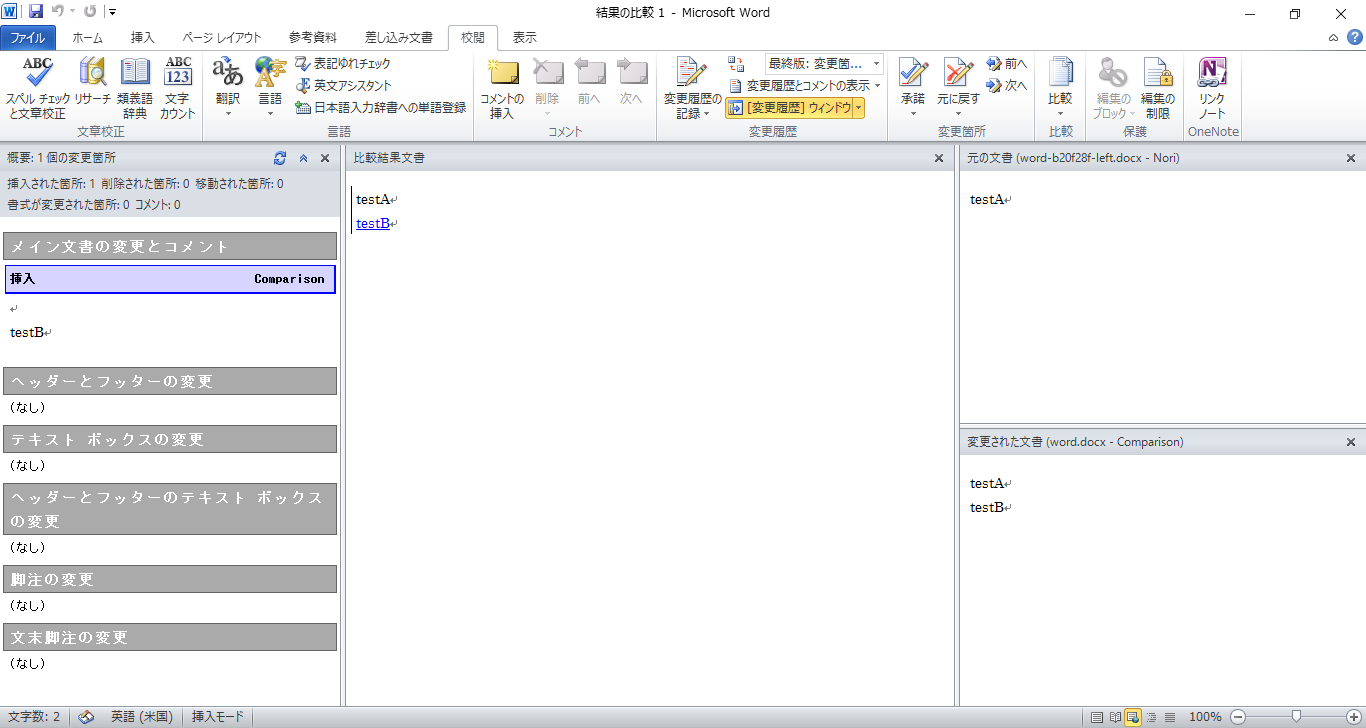 結果の比較 1 - Microsoft Word
ファイル ホーム 挿入 ページ レイアウト 参考資料 差し込み文書 校閲 表示
ABC
スペル チェック
と文章校正
リサーチ
類義語
辞典
ABC
123
文字
カウント
文章校正
あ
翻訳
言語
表記ゆれチェック
英文アシスタント
日本語入力辞書への単語登録
言語
コメントの
挿入
削除
前へ
次へ
コメント
変更履歴の
記録
最終版: 変更箇...
変更履歴とコメントの表示
[変更履歴] ウィンドウ
変更履歴
承諾
元に戻す
前へ
次へ
変更箇所
比較
比較
編集の
ブロック
編集の
制限
保護
リンク
ノート
OneNote
概要: 1 個の変更箇所
挿入された箇所: 1 削除された箇所: 0 移動された箇所: 0
書式が変更された箇所: 0 コメント: 0
メイン文書の変更とコメント
挿入 Comparison
testB
ヘッダーとフッターの変更
(なし)
テキスト ボックスの変更
(なし)
ヘッダーとフッターのテキスト ボックス
の変更
(なし)
脚注の変更
(なし)
文末脚注の変更
(なし)
比較結果文書
testA
testB
元の文書 (word-b20f28f-left.docx - Nori)
testA
変更された文書 (word.docx - Comparison)
testA
testB
文字数: 2 英語 (米国) 挿入モード 100%